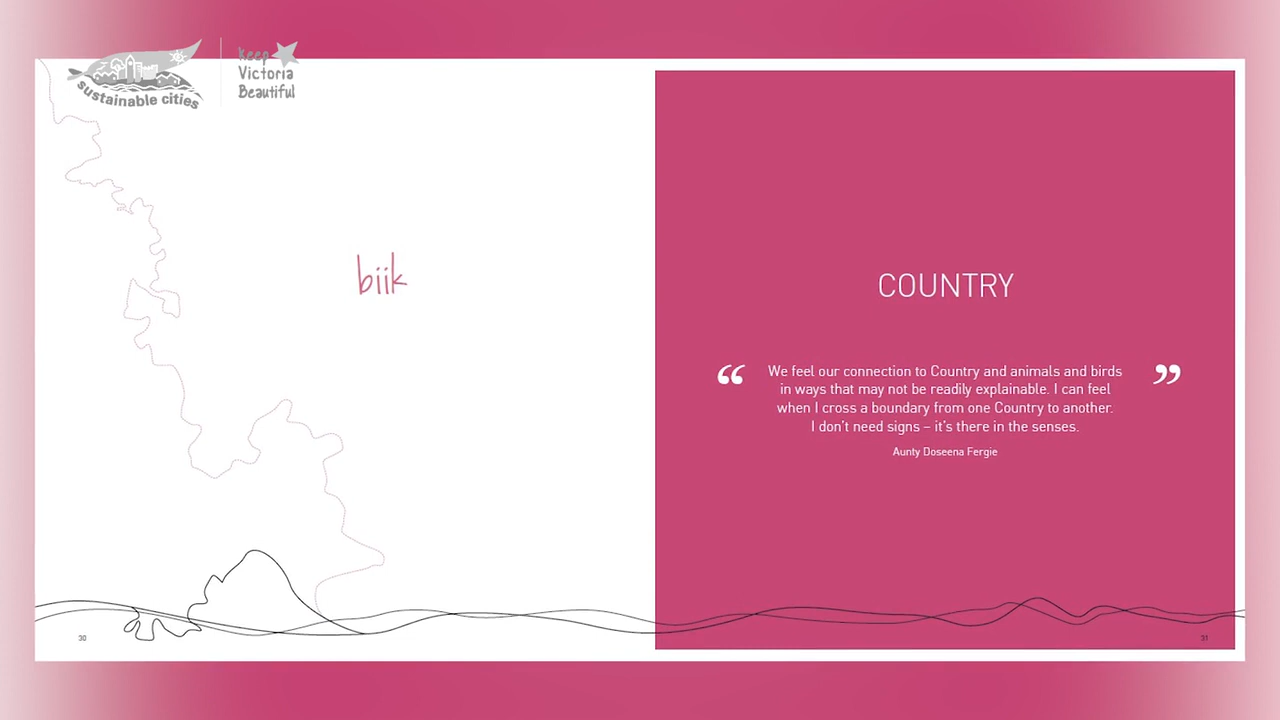 sustainable cities
Keep
Victoria
Beautiful
biik
30
COUNTRY
“ We feel our connection to Country and animals and birds ”
in ways that may not be readily explainable. I can feel
when I cross a boundary from one Country to another.
I don't need signs – it's there in the senses.
Aunty Doseena Fergie
31